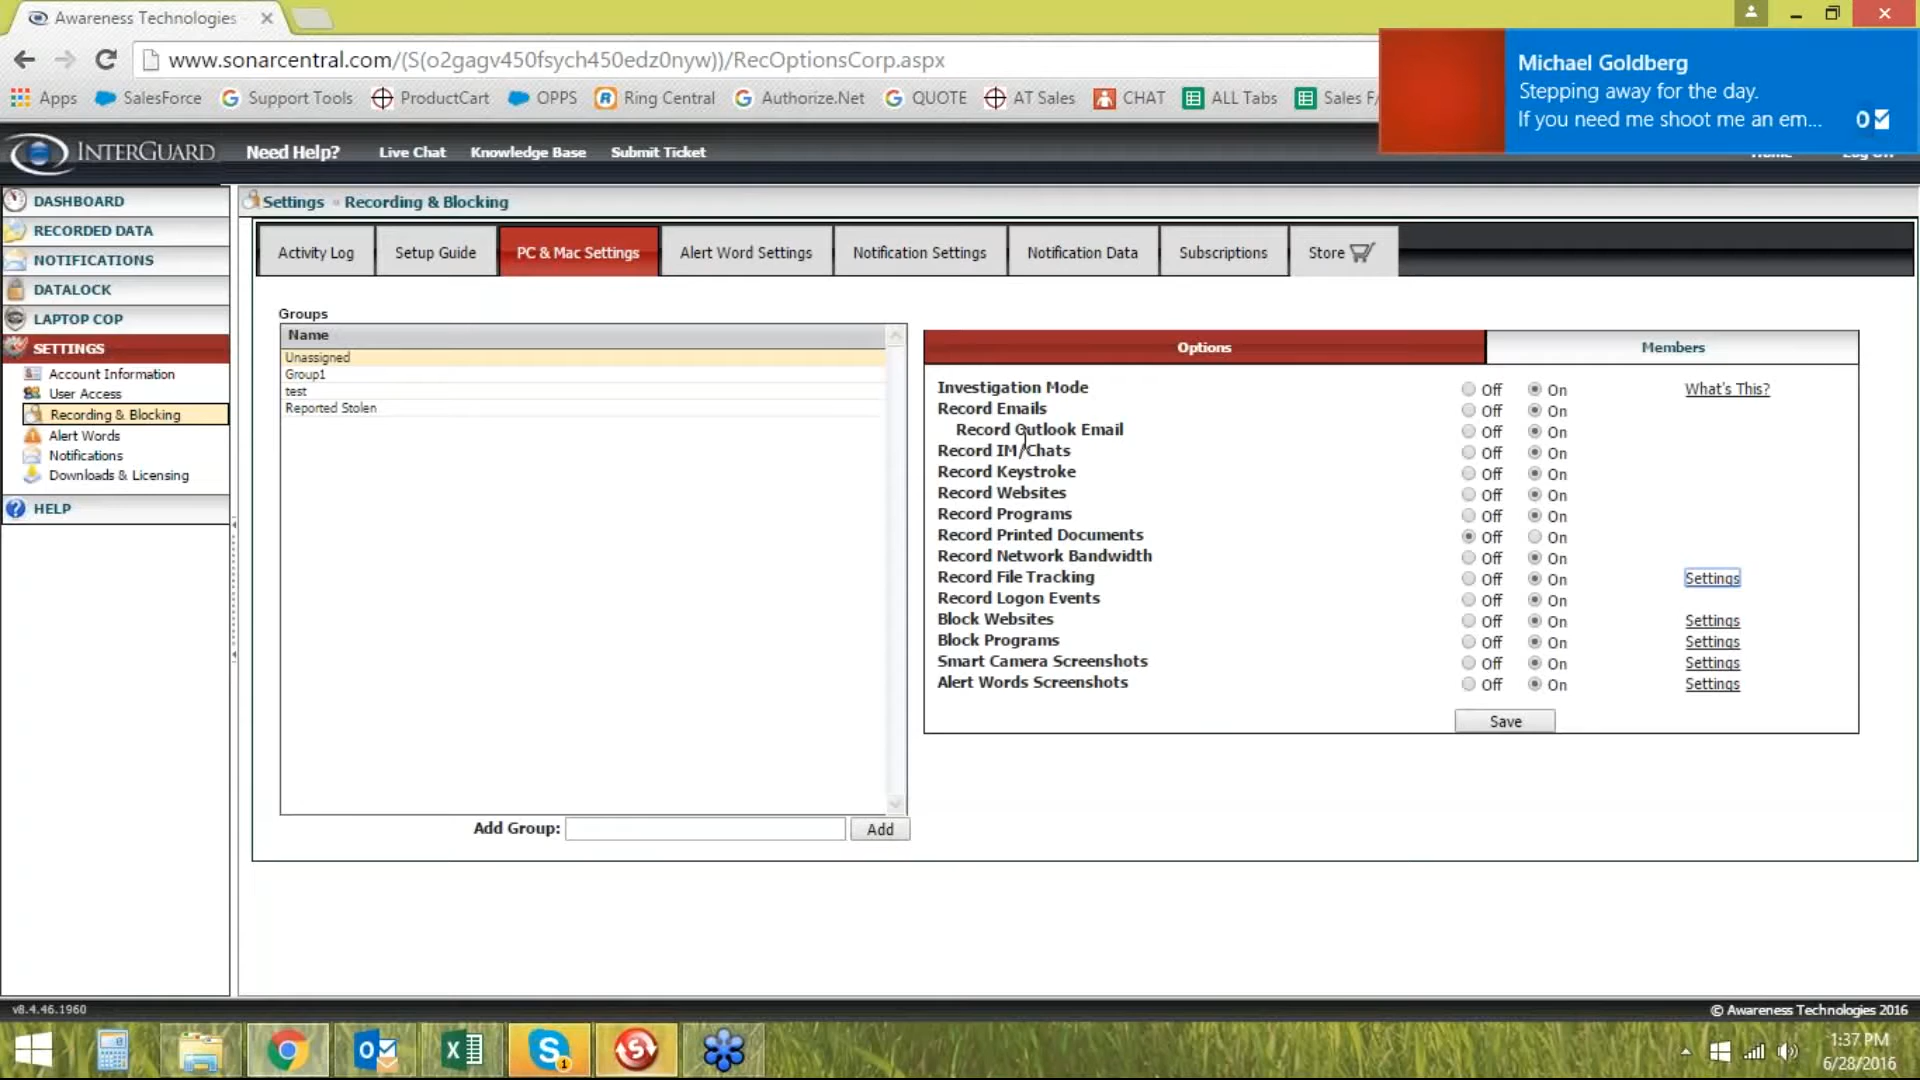 Awareness Technologies
www.sonarcentral.com/(S(o2gagv450fsych450edz0nyw))/RecOptionsCorp.aspx
Apps SalesForce Support Tools ProductCart OPPS Ring Central Authorize.Net QUOTE AT Sales CHAT ALL Tabs Sales F/
Michael Goldberg
Stepping away for the day.
If you need me shoot me an em...
INTERGUARD Need Help? Live Chat Knowledge Base Submit Ticket Home Log Off
DASHBOARD
RECORDED DATA
NOTIFICATIONS
DATALOCK
LAPTOP COP
SETTINGS
Account Information
User Access
Recording & Blocking
Alert Words
Notifications
Downloads & Licensing
HELP
Settings » Recording & Blocking
Activity Log Setup Guide PC & Mac Settings Alert Word Settings Notification Settings Notification Data Subscriptions Store
Groups
Name
Unassigned
Group1
test
Reported Stolen
Add Group: Add
Options Members
Investigation Mode Off On What's This?
Record Emails Off On
Record Outlook Email Off On
Record IM/Chats Off On
Record Keystroke Off On
Record Websites Off On
Record Programs Off On
Record Printed Documents Off On
Record Network Bandwidth Off On
Record File Tracking Off On Settings
Record Logon Events Off On
Block Websites Off On Settings
Block Programs Off On Settings
Smart Camera Screenshots Off On Settings
Alert Words Screenshots Off On Settings
Save
v8.4.46.1960
© Awareness Technologies 2016
1:37 PM
6/28/2016